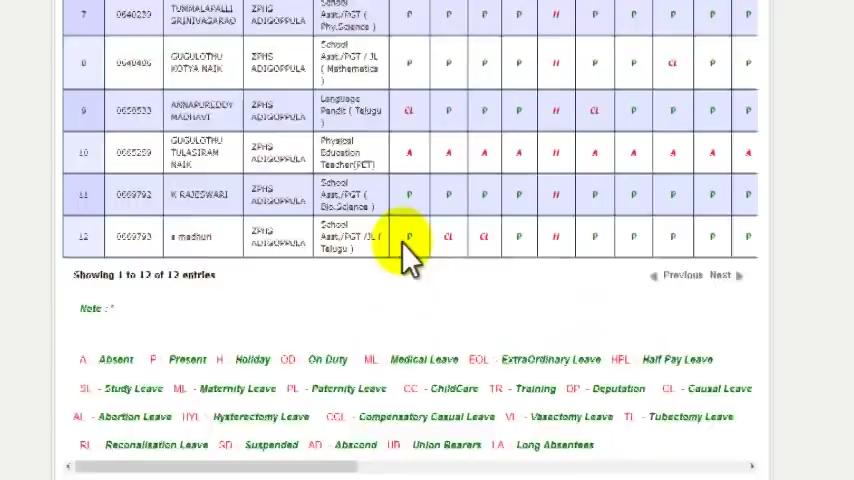 7 0640239 TUMMALAPALLI SRINIVASARAO ZPHS ADIGOPPULA School Asst./PGT ( Phy.Science ) P P P P H P P P P P
8 GUGULOTHU KOTYA NAIK ZPHS ADIGOPPULA School Asst./PGT / JL ( Mathematics ) P P P P H P P CL P P
9 ANNAPUREDDY MADHAVI ZPHS ADIGOPPULA Language Pandit ( Telugu ) CL P P P H CL P P P P
10 GUGULOTHU TULASIRAM NAIK ZPHS ADIGOPPULA Physical Education Teacher(PET) A A A A H A A A A A
11 0669792 K RAJESWARI ZPHS ADIGOPPULA School Asst./PGT ( Bio.Science ) P P P P H P P P P P
12 0669793 a madhuri ZPHS ADIGOPPULA School Asst./PGT /JL ( Telugu ) P CL CL P H P P P P P
Showing 1 to 12 of 12 entries Previous Next
Note : *
A Absent P Present H Holiday OD On Duty ML Medical Leave EOL - ExtraOrdinary Leave HPL - Half Pay Leave
SL - Study Leave ML - Maternity Leave PL - Paternity Leave CC - ChildCare TR - Training DP - Deputation CL - Causal Leave
AL - Abortion Leave HYL - Hysterectomy Leave CCL - Compensatory Casual Leave VL - Vasectomy Leave TL - Tubectomy Leave
RL Reconalisation Leave SD Suspended AD - Abscond UB Union Bearers LA - Long Absentees